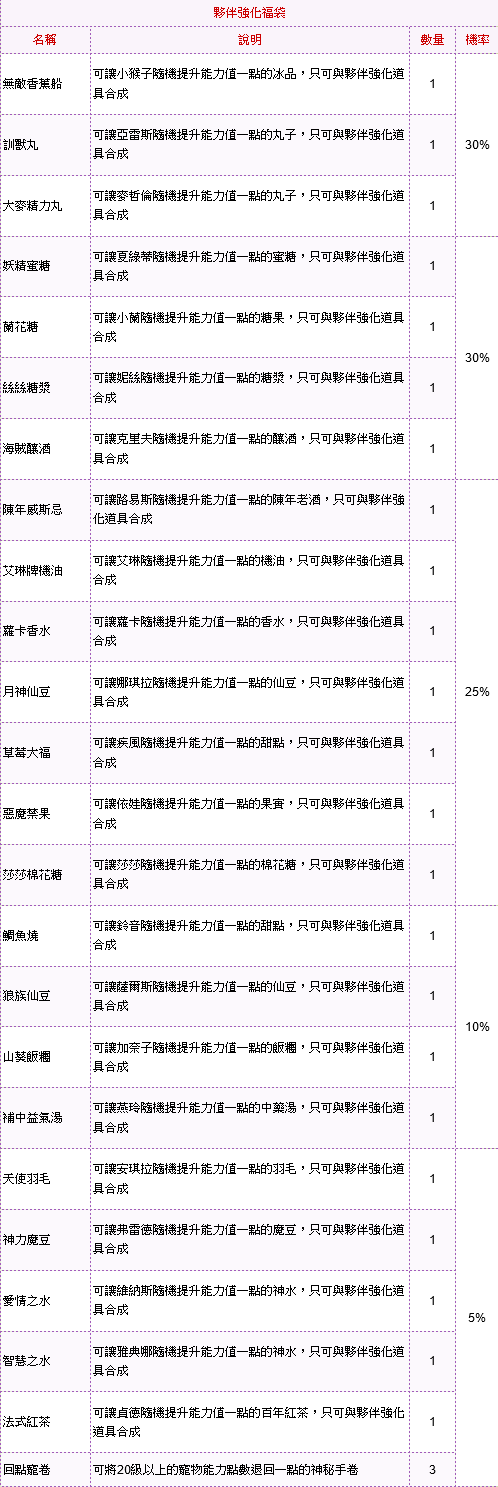 夥伴強化福袋
名稱 說明 數量 機率
無敵香蕉船 可讓小猴子隨機提升能力值一點的冰品，只可與夥伴強化道 1
具合成
訓獸丸 可讓亞雷斯隨機提升能力值一點的丸子，只可與夥伴強化道 1 30%
具合成
大麥精力丸 可讓麥哲倫隨機提升能力值一點的丸子，只可與夥伴強化道 1
具合成
妖精蜜糖 可讓夏綠蒂隨機提升能力值一點的蜜糖，只可與夥伴強化道 1
具合成
蘭花糖 可讓小蘭隨機提升能力值一點的糖果，只可與夥伴強化道具 1
合成
30%
絲絲糖漿 可讓妮絲隨機提升能力值一點的糖漿，只可與夥伴強化道具 1
合成
海賊釀酒 可讓克里夫隨機提升能力值一點的釀酒，只可與夥伴強化道 1
具合成
陳年威斯忌 可讓路易斯隨機提升能力值一點的陳年老酒，只可與夥伴強 1
化道具合成
艾琳牌機油 可讓艾琳隨機提升能力值一點的機油，只可與夥伴強化道具 1
合成
蘿卡香水 可讓蘿卡隨機提升能力值一點的香水，只可與夥伴強化道具 1
合成
月神仙豆 可讓娜琪拉隨機提升能力值一點的仙豆，只可與夥伴強化道 1 25%
具合成
草莓大福 可讓疾風隨機提升能力值一點的甜點，只可與夥伴強化道具 1
合成
惡魔禁果 可讓依娃隨機提升能力值一點的果實，只可與夥伴強化道具 1
合成
莎莎棉花糖 可讓莎莎隨機提升能力值一點的棉花糖，只可與夥伴強化道 1
具合成
鯛魚燒 可讓鈴音隨機提升能力值一點的甜點，只可與夥伴強化道具 1
合成
狼族仙豆 可讓薩爾斯隨機提升能力值一點的仙豆，只可與夥伴強化道 1
具合成
10%
山葵飯糰 可讓加奈子隨機提升能力值一點的飯糰，只可與夥伴強化道 1
具合成
補中益氣湯 可讓燕玲隨機提升能力值一點的中藥湯，只可與夥伴強化道 1
具合成
天使羽毛 可讓安琪拉隨機提升能力值一點的羽毛，只可與夥伴強化道 1
具合成
神力魔豆 可讓弗雷德隨機提升能力值一點的魔豆，只可與夥伴強化道 1
具合成
愛情之水 可讓維納斯隨機提升能力值一點的神水，只可與夥伴強化道 1
具合成
5%
智慧之水 可讓雅典娜隨機提升能力值一點的神水，只可與夥伴強化道 1
具合成
法式紅茶 可讓貞德隨機提升能力值一點的百年紅茶，只可與夥伴強化 1
道具合成
回點寵卷 可將20級以上的寵物能力點數退回一點的神秘手卷 3